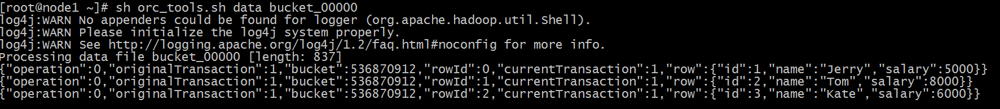 [root@node1 ~]# sh orc_tools.sh data bucket_00000
log4j:WARN No appenders could be found for logger (org.apache.hadoop.util.Shell).
log4j:WARN Please initialize the log4j system properly.
log4j:WARN See http://logging.apache.org/log4j/1.2/faq.html#noconfig for more info.
Processing data file bucket_00000 [length: 837]
{"operation":0,"originalTransaction":1,"bucket":536870912,"rowId":0,"currentTransaction":1,"row":{"id":1,"name":"Jerry","salary":5000}}
{"operation":0,"originalTransaction":1,"bucket":536870912,"rowId":1,"currentTransaction":1,"row":{"id":2,"name":"Tom","salary":8000}}
{"operation":0,"originalTransaction":1,"bucket":536870912,"rowId":2,"currentTransaction":1,"row":{"id":3,"name":"Kate","salary":6000}}